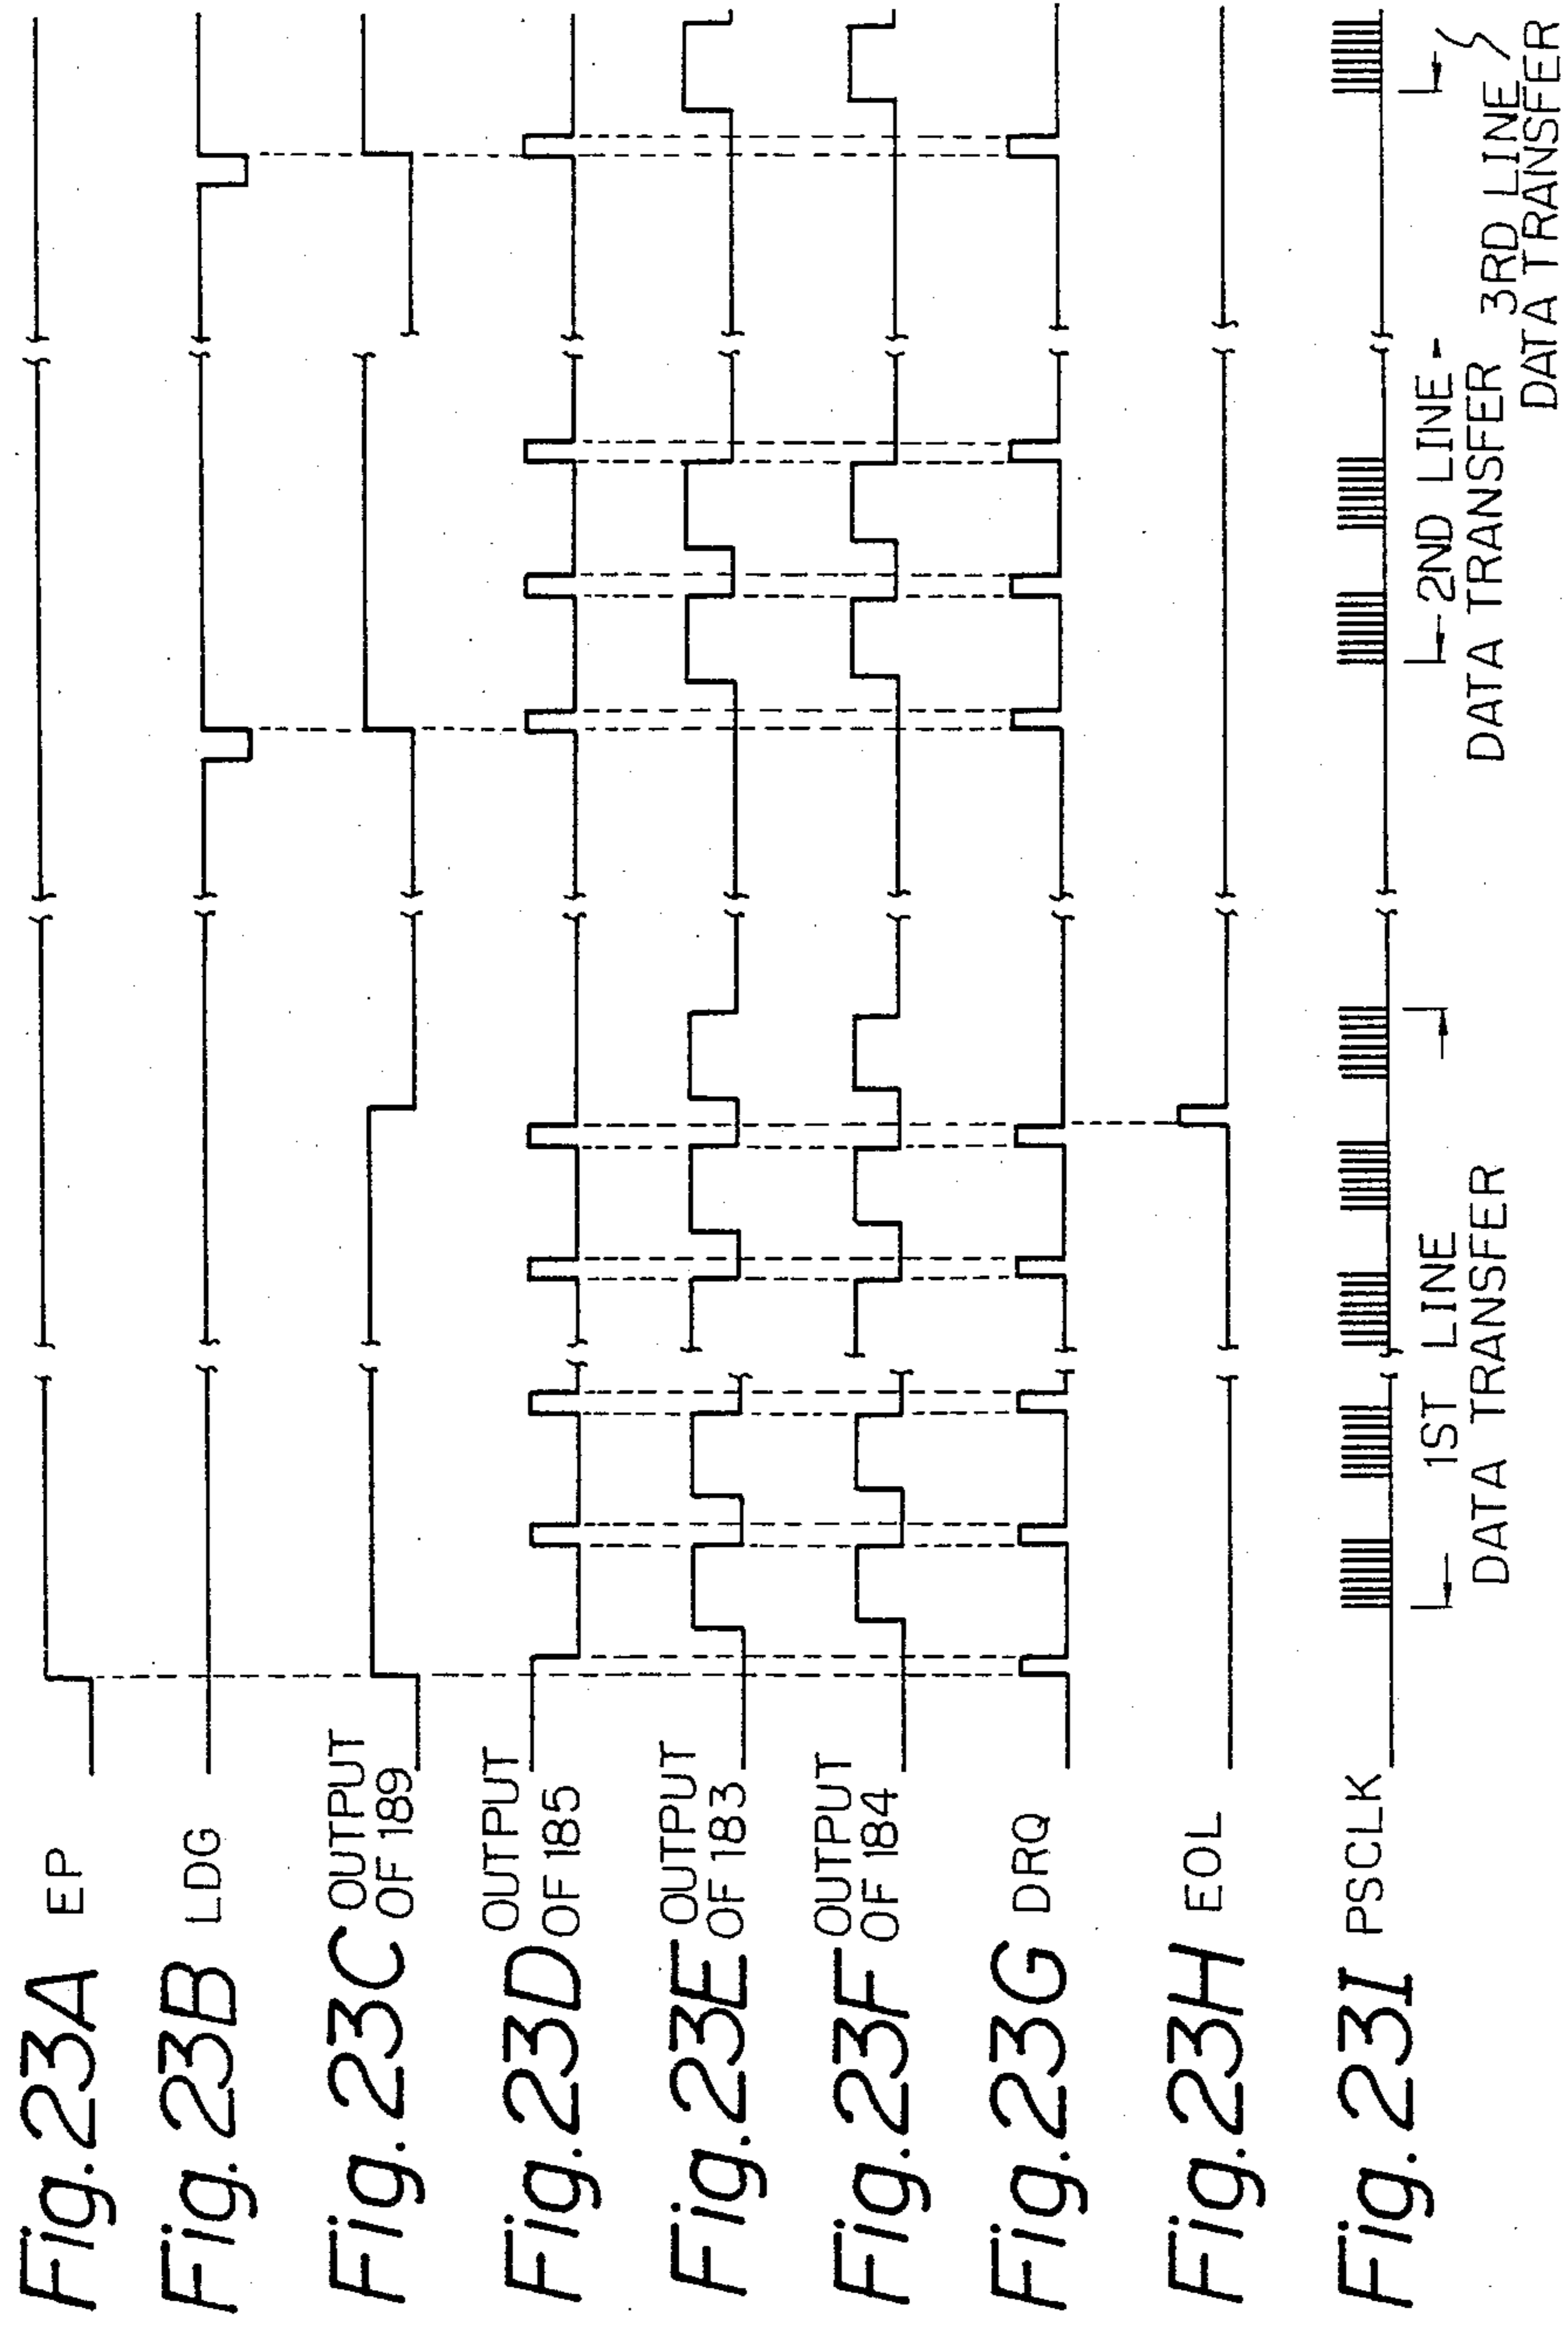 Fig. 23A EP
Fig. 23B LDG
Fig. 23C OUTPUT
OF 189
Fig. 23D OUTPUT
OF 185
Fig. 23E OUTPUT
OF 183
Fig. 23F OUTPUT
OF 184
Fig. 23G DRQ
Fig. 23H EOL
Fig. 23I PSCLK
1ST LINE
DATA TRANSFER
2ND LINE
DATA TRANSFER
3RD LINE
DATA TRANSFER